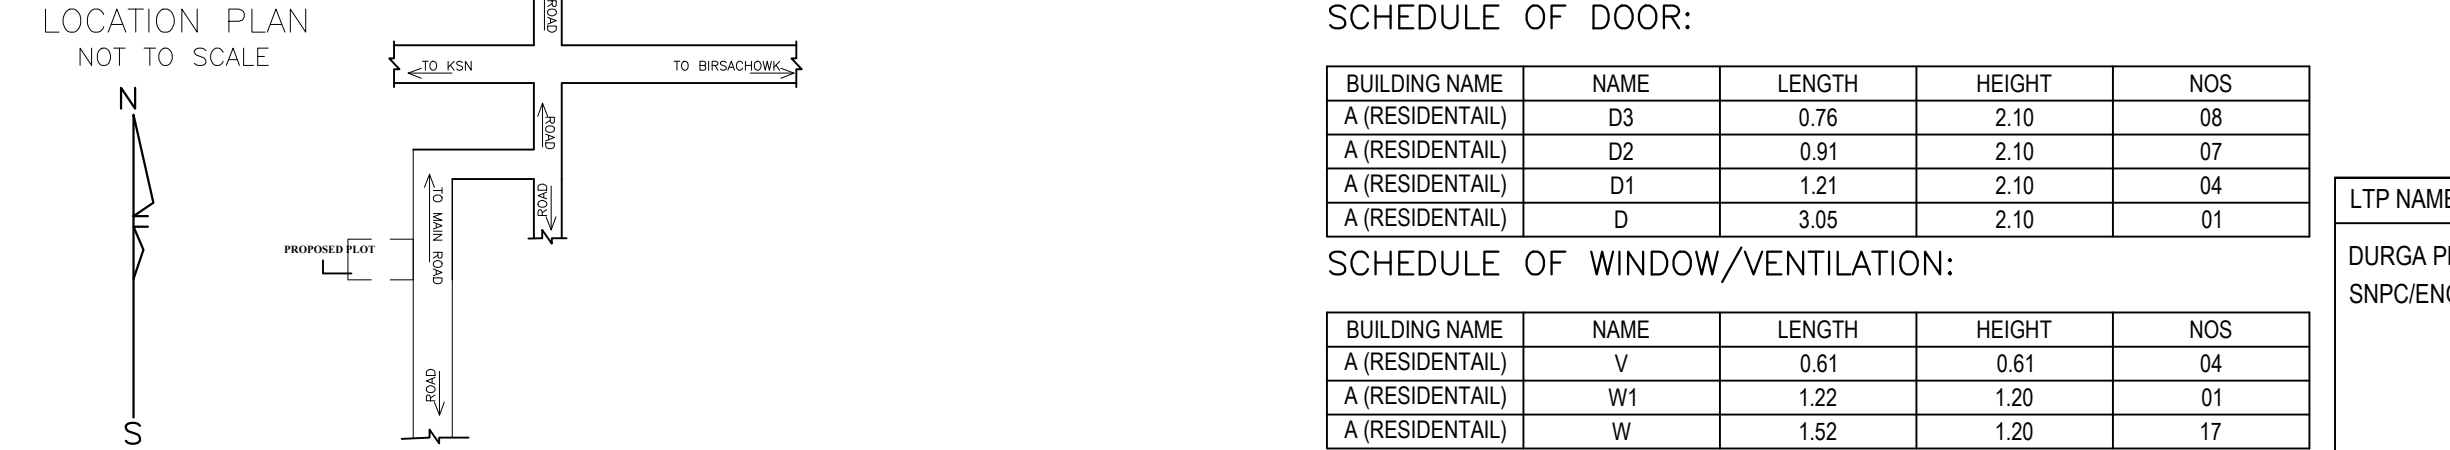 LOCATION PLAN
NOT TO SCALE
N
S
ROAD
TO KSN
TO BIRSACHOWK
ROAD
ROAD
TO MAIN ROAD
PROPOSED PLOT
ROAD
SCHEDULE OF DOOR:
BUILDING NAME NAME LENGTH HEIGHT NOS
A (RESIDENTAIL) D3 0.76 2.10 08
A (RESIDENTAIL) D2 0.91 2.10 07
A (RESIDENTAIL) D1 1.21 2.10 04
A (RESIDENTAIL) D 3.05 2.10 01
SCHEDULE OF WINDOW/VENTILATION:
BUILDING NAME NAME LENGTH HEIGHT NOS
A (RESIDENTAIL) V 0.61 0.61 04
A (RESIDENTAIL) W1 1.22 1.20 01
A (RESIDENTAIL) W 1.52 1.20 17
LTP NAME
DURGA